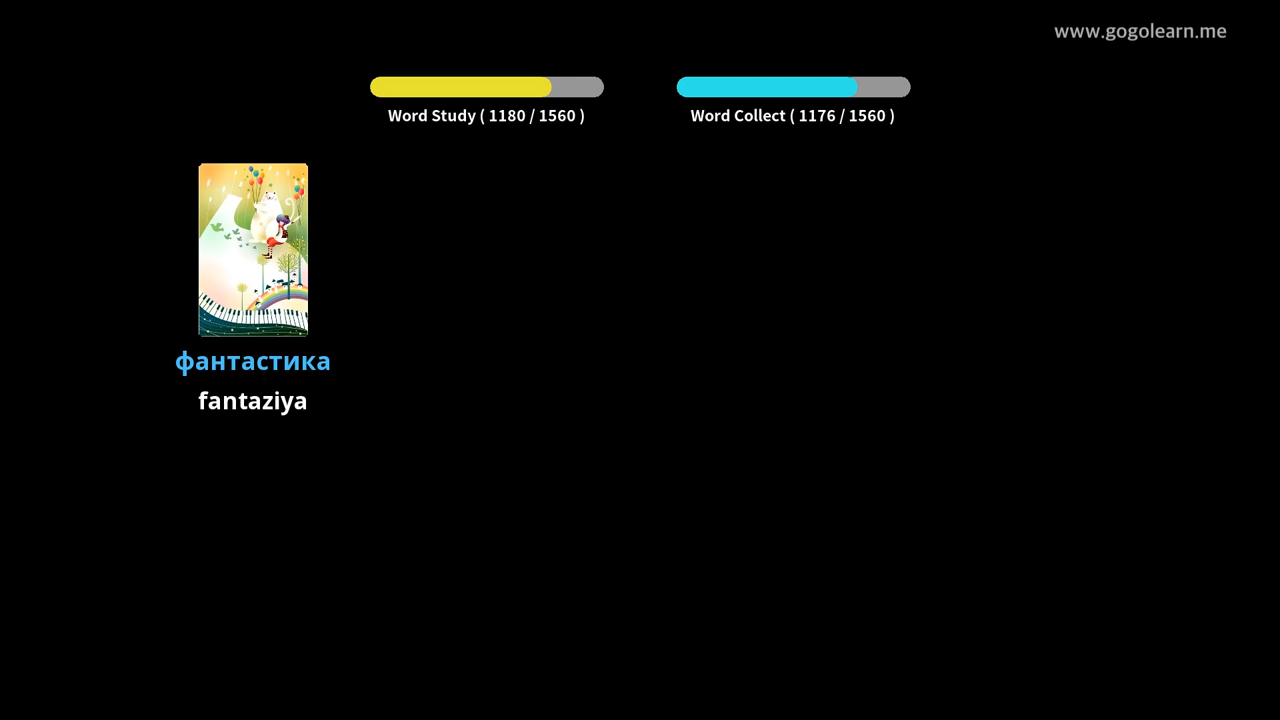 www.gogolearn.me
Word Study ( 1180 / 1560 )
Word Collect ( 1176 / 1560 )
фантастика
fantaziya